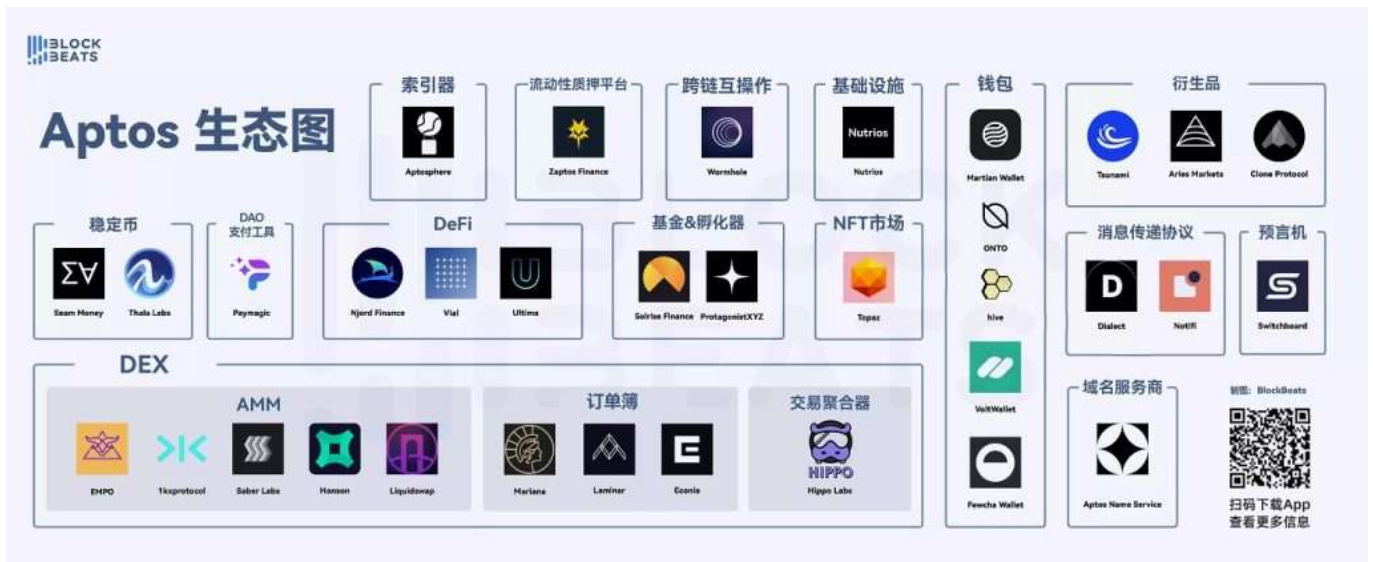 BLOCK
BEATS
Aptos 生态图
索引器
Aptosphere
流动性质押平台
Zaptos Finance
跨链互操作
Wormhole
基础设施
Nutrios
Nutrios
钱包
Martian Wallet
ONTO
hive
VoltWallet
Fewcha Wallet
衍生品
Tsunami
Aries Markets
Clone Protocol
稳定币
Σ∀
Seam Money
Thala Labs
DAO
支付工具
Paymagic
DeFi
Njord Finance
Vial
Ultima
基金&孵化器
Solrise Finance
ProtagonistXYZ
NFT市场
Topaz
消息传递协议
D
Dialect
Notifi
预言机
S
Switchboard
DEX
AMM
EMPO
1kxprotocol
Saber Labs
Hanson
Liquidswap
订单簿
Mariana
Laminar
Econia
交易聚合器
HIPPO
Hippo Labs
域名服务商
Aptos Name Service
制图：BlockBeats
扫码下载App
查看更多信息
BLOCK
BEATS